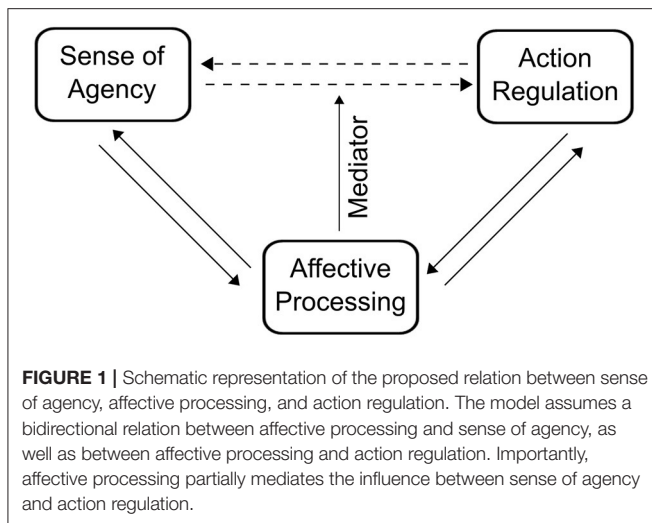 Sense of
Agency
Action
Regulation
Mediator
Affective
Processing
FIGURE 1 | Schematic representation of the proposed relation between sense
of agency, affective processing, and action regulation. The model assumes a
bidirectional relation between affective processing and sense of agency, as
well as between affective processing and action regulation. Importantly,
affective processing partially mediates the influence between sense of agency
and action regulation.